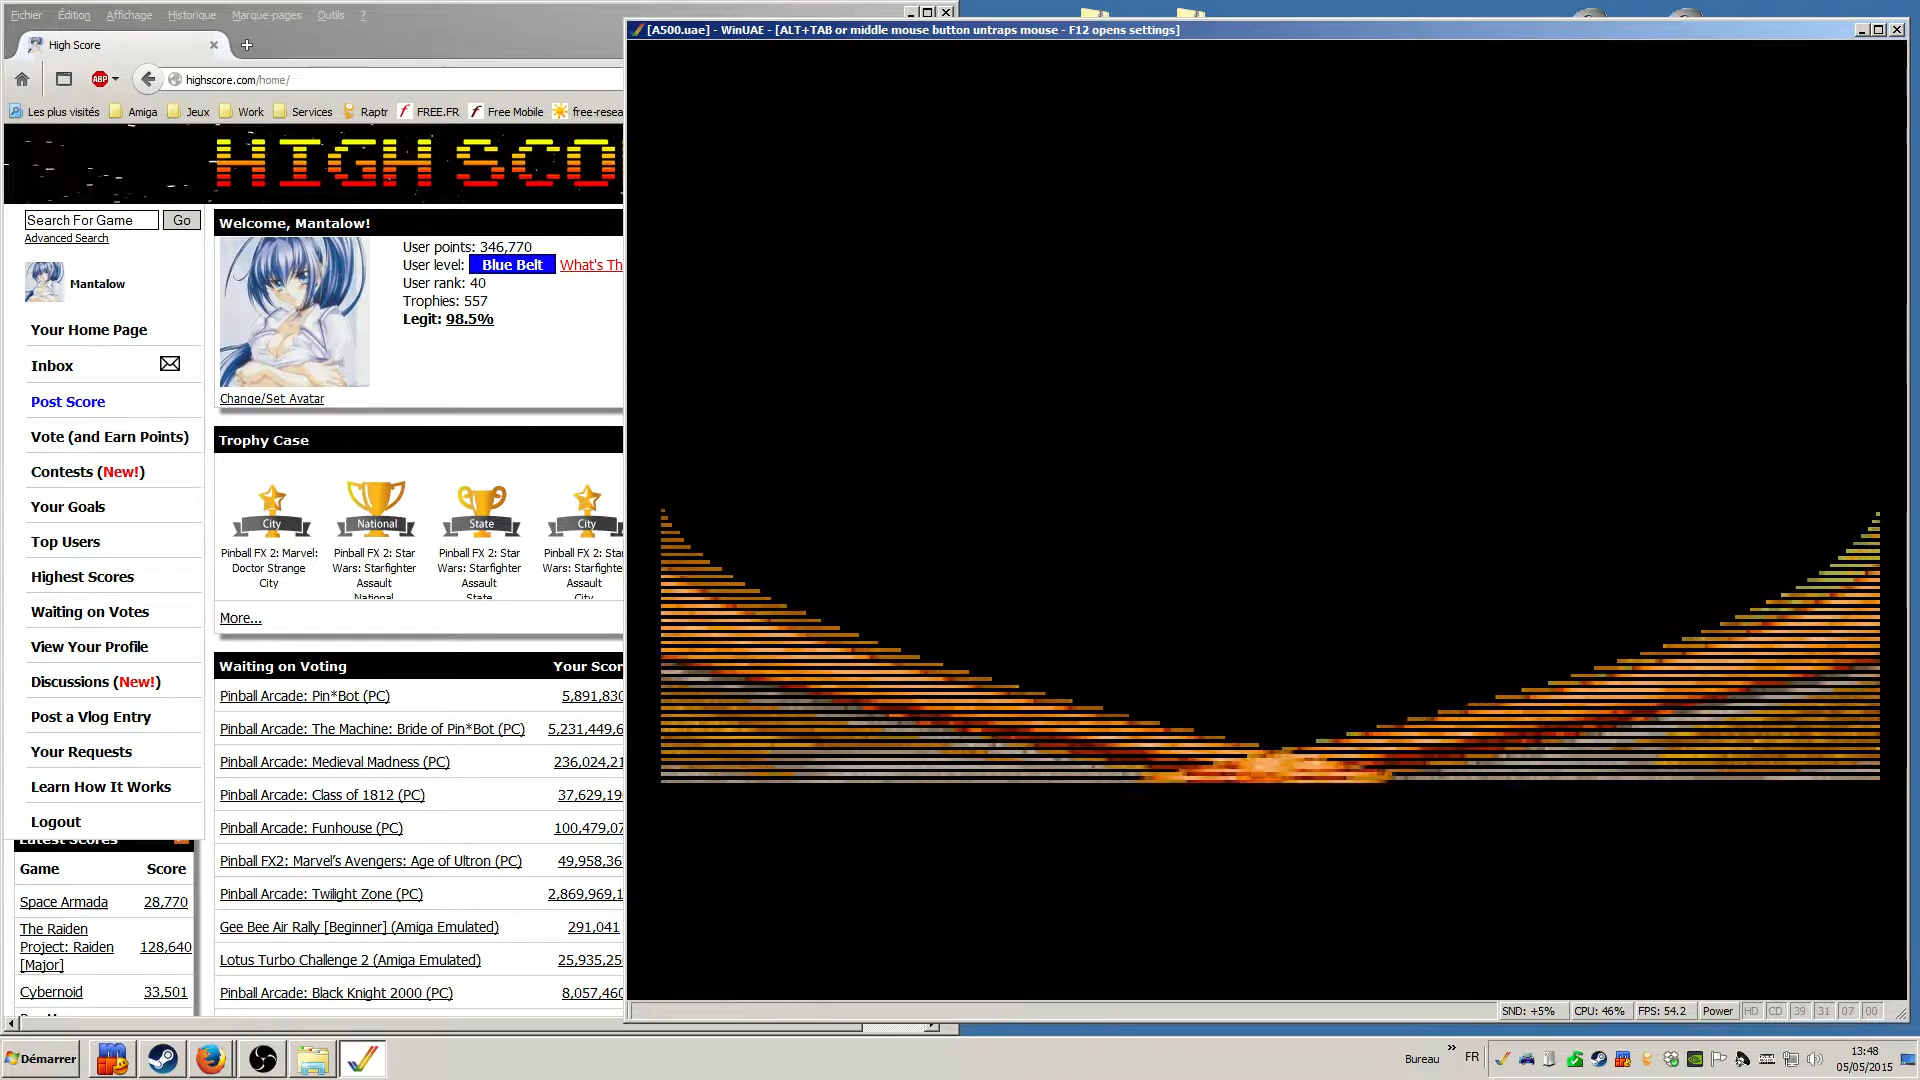 Fichier Édition Affichage Historique Marque-pages Outils ?
High Score
highscore.com/home/
Les plus visités Amiga Jeux Work Services Raptr FREE.FR Free Mobile free-resea
HIGH SCO
Search For Game Go
Advanced Search
Mantalow
Your Home Page
Inbox
Post Score
Vote (and Earn Points)
Contests (New!)
Your Goals
Top Users
Highest Scores
Waiting on Votes
View Your Profile
Discussions (New!)
Post a Vlog Entry
Your Requests
Learn How It Works
Logout
Latest Scores
Game Score
Space Armada 28,770
The Raiden
Project: Raiden 128,640
[Major]
Cybernoid 33,501
Welcome, Mantalow!
User points: 346,770
User level: Blue Belt What's Th
User rank: 40
Trophies: 557
Legit: 98.5%
Change/Set Avatar
Trophy Case
City National State City
Pinball FX 2: Marvel: Doctor Strange City
Pinball FX 2: Star Wars: Starfighter Assault National
Pinball FX 2: Star Wars: Starfighter Assault State
Pinball FX 2: Star Wars: Starfighter Assault City
More...
Waiting on Voting Your Scor
Pinball Arcade: Pin*Bot (PC) 5,891,830
Pinball Arcade: The Machine: Bride of Pin*Bot (PC) 5,231,449,6
Pinball Arcade: Medieval Madness (PC) 236,024,21
Pinball Arcade: Class of 1812 (PC) 37,629,190
Pinball Arcade: Funhouse (PC) 100,479,07
Pinball FX2: Marvel's Avengers: Age of Ultron (PC) 49,958,36
Pinball Arcade: Twilight Zone (PC) 2,869,969,1
Gee Bee Air Rally [Beginner] (Amiga Emulated) 291,041
Lotus Turbo Challenge 2 (Amiga Emulated) 25,935,25
Pinball Arcade: Black Knight 2000 (PC) 8,057,460
[A500.uae] - WinUAE - [ALT+TAB or middle mouse button untraps mouse - F12 opens settings]
SND: +5% CPU: 46% FPS: 54.2 Power HD CD 39 31 07 00
Démarrer
Bureau » FR
13:48
05/05/2015